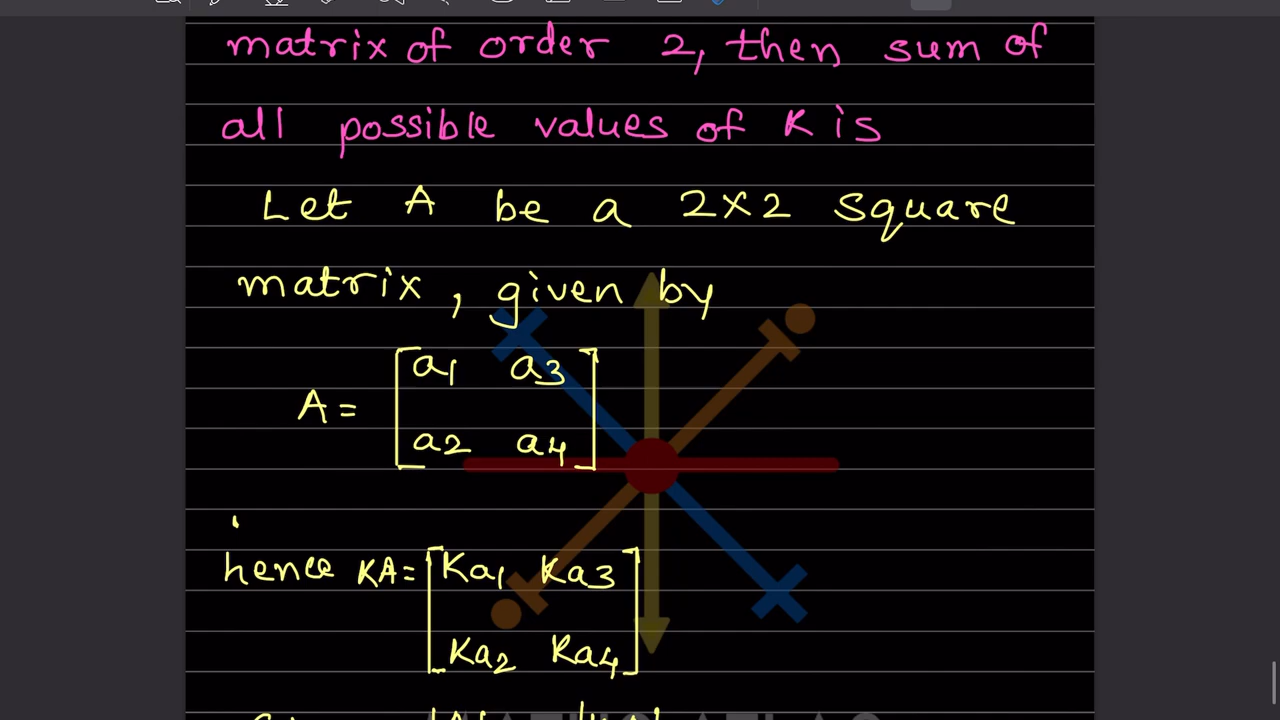 matrix of order 2, then sum of
all possible values of K is
Let A be a 2×2 square
matrix, given by
A = [a1 a3
a2 a4]
hence KA = [Ka1 Ka3
Ka2 Ka4]